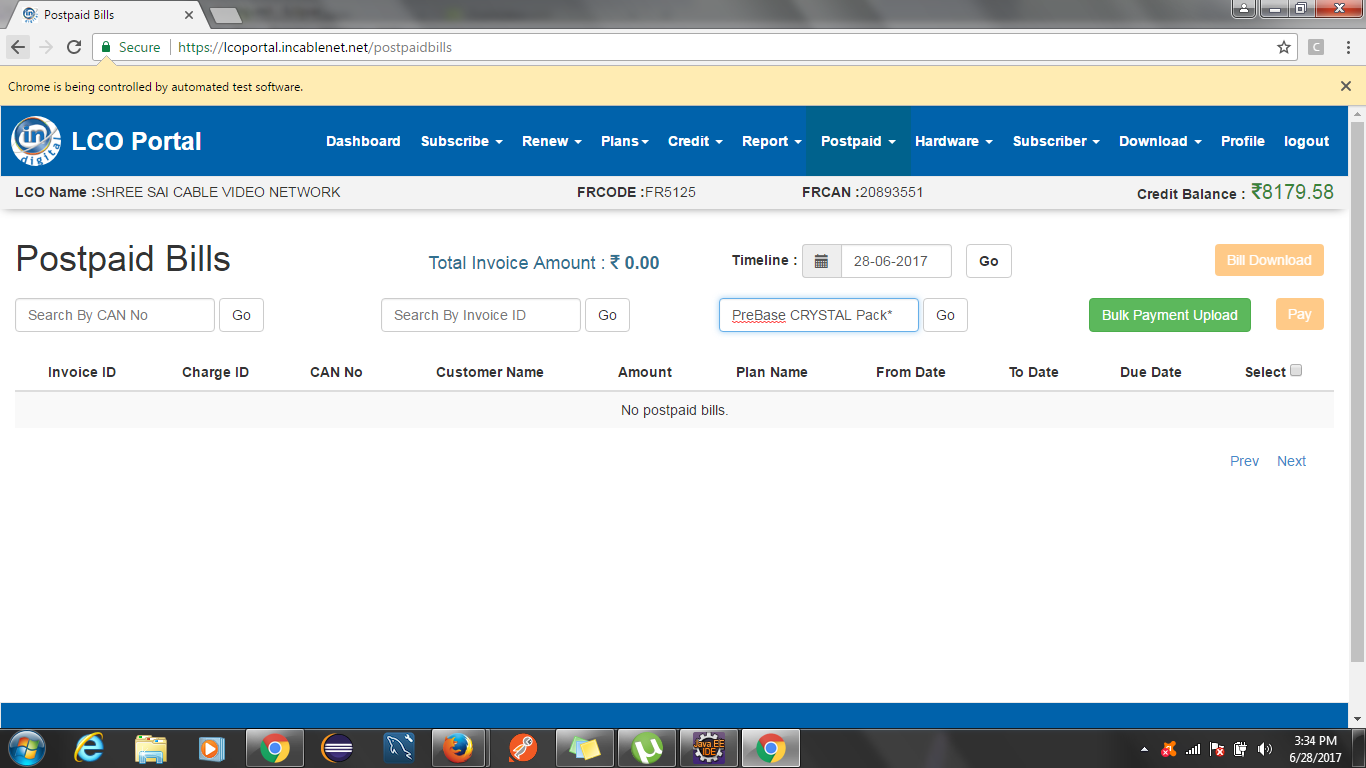 Postpaid Bills
Secure https://lcoportal.incablenet.net/postpaidbills
C
Chrome is being controlled by automated test software.
in digital LCO Portal Dashboard Subscribe Renew Plans Credit Report Postpaid Hardware Subscriber Download Profile logout
LCO Name :SHREE SAI CABLE VIDEO NETWORK FRCODE :FR5125 FRCAN :20893551 Credit Balance : ₹8179.58
Postpaid Bills Total Invoice Amount : ₹ 0.00 Timeline : 28-06-2017 Go Bill Download
Search By CAN No Go Search By Invoice ID Go PreBase CRYSTAL Pack* Go Bulk Payment Upload Pay
Invoice ID Charge ID CAN No Customer Name Amount Plan Name From Date To Date Due Date Select
No postpaid bills.
Prev Next
Java EE IDE
3:34 PM
6/28/2017